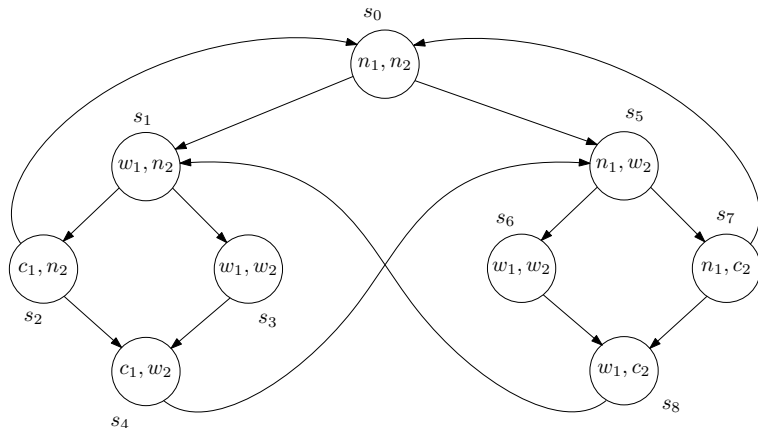 s₀
n₁, n₂
s₁
s₅
w₁, n₂
n₁, w₂
s₆
s₇
c₁, n₂
w₁, w₂
w₁, w₂
n₁, c₂
s₂
s₃
c₁, w₂
w₁, c₂
s₄
s₈